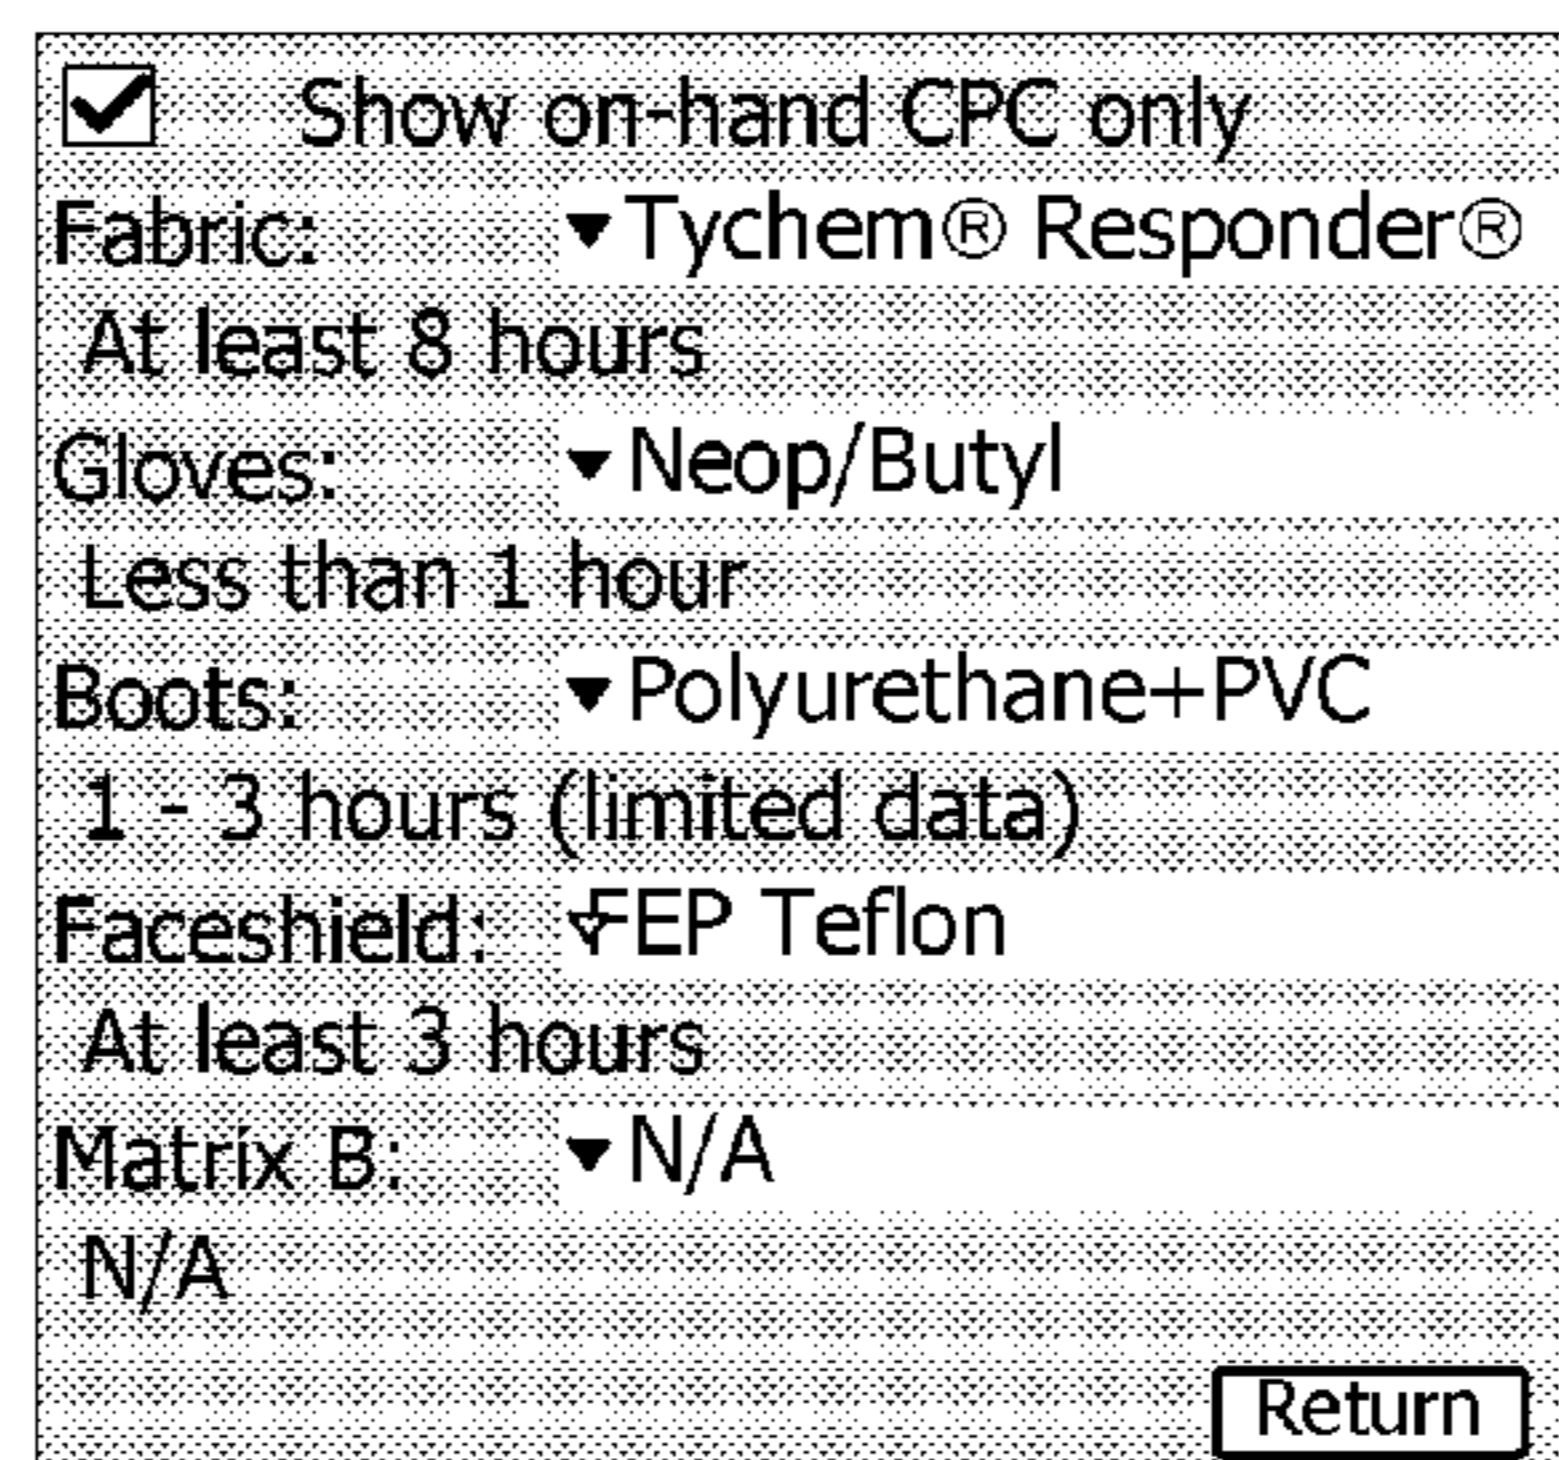 Show on-hand CPC only
Fabric: Tychem® Responder®
At least 8 hours
Gloves: Neop/Butyl
Less than 1 hour
Boots: Polyurethane+PVC
1 - 3 hours (limited data)
Faceshield: FEP Teflon
At least 3 hours
Matrix B: N/A
N/A
Return